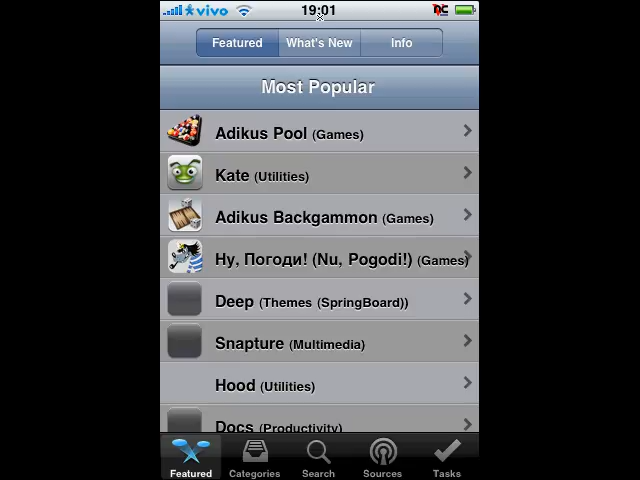 vivo 19:01
Featured What's New Info
Most Popular
Adikus Pool (Games)
Kate (Utilities)
Adikus Backgammon (Games)
Ну, Погоди! (Nu, Pogodi!) (Games)
Deep (Themes (SpringBoard))
Snapture (Multimedia)
Hood (Utilities)
Docs (Productivity)
Featured Categories Search Sources Tasks